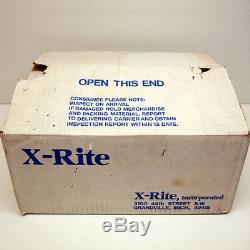 OPEN THIS END
CONSIGNEE PLEASE NOTE:
INSPECT ON ARRIVAL
IF DAMAGED HOLD MERCHANDISE
AND PACKING MATERIAL, REPORT
TO DELIVERING CARRIER AND OBTAIN
INSPECTION REPORT WITHIN 15 DAYS.
X-Rite
X-Rite, incorporated
3100 44th STREET S.W.
GRANDVILLE, MICH. 49418